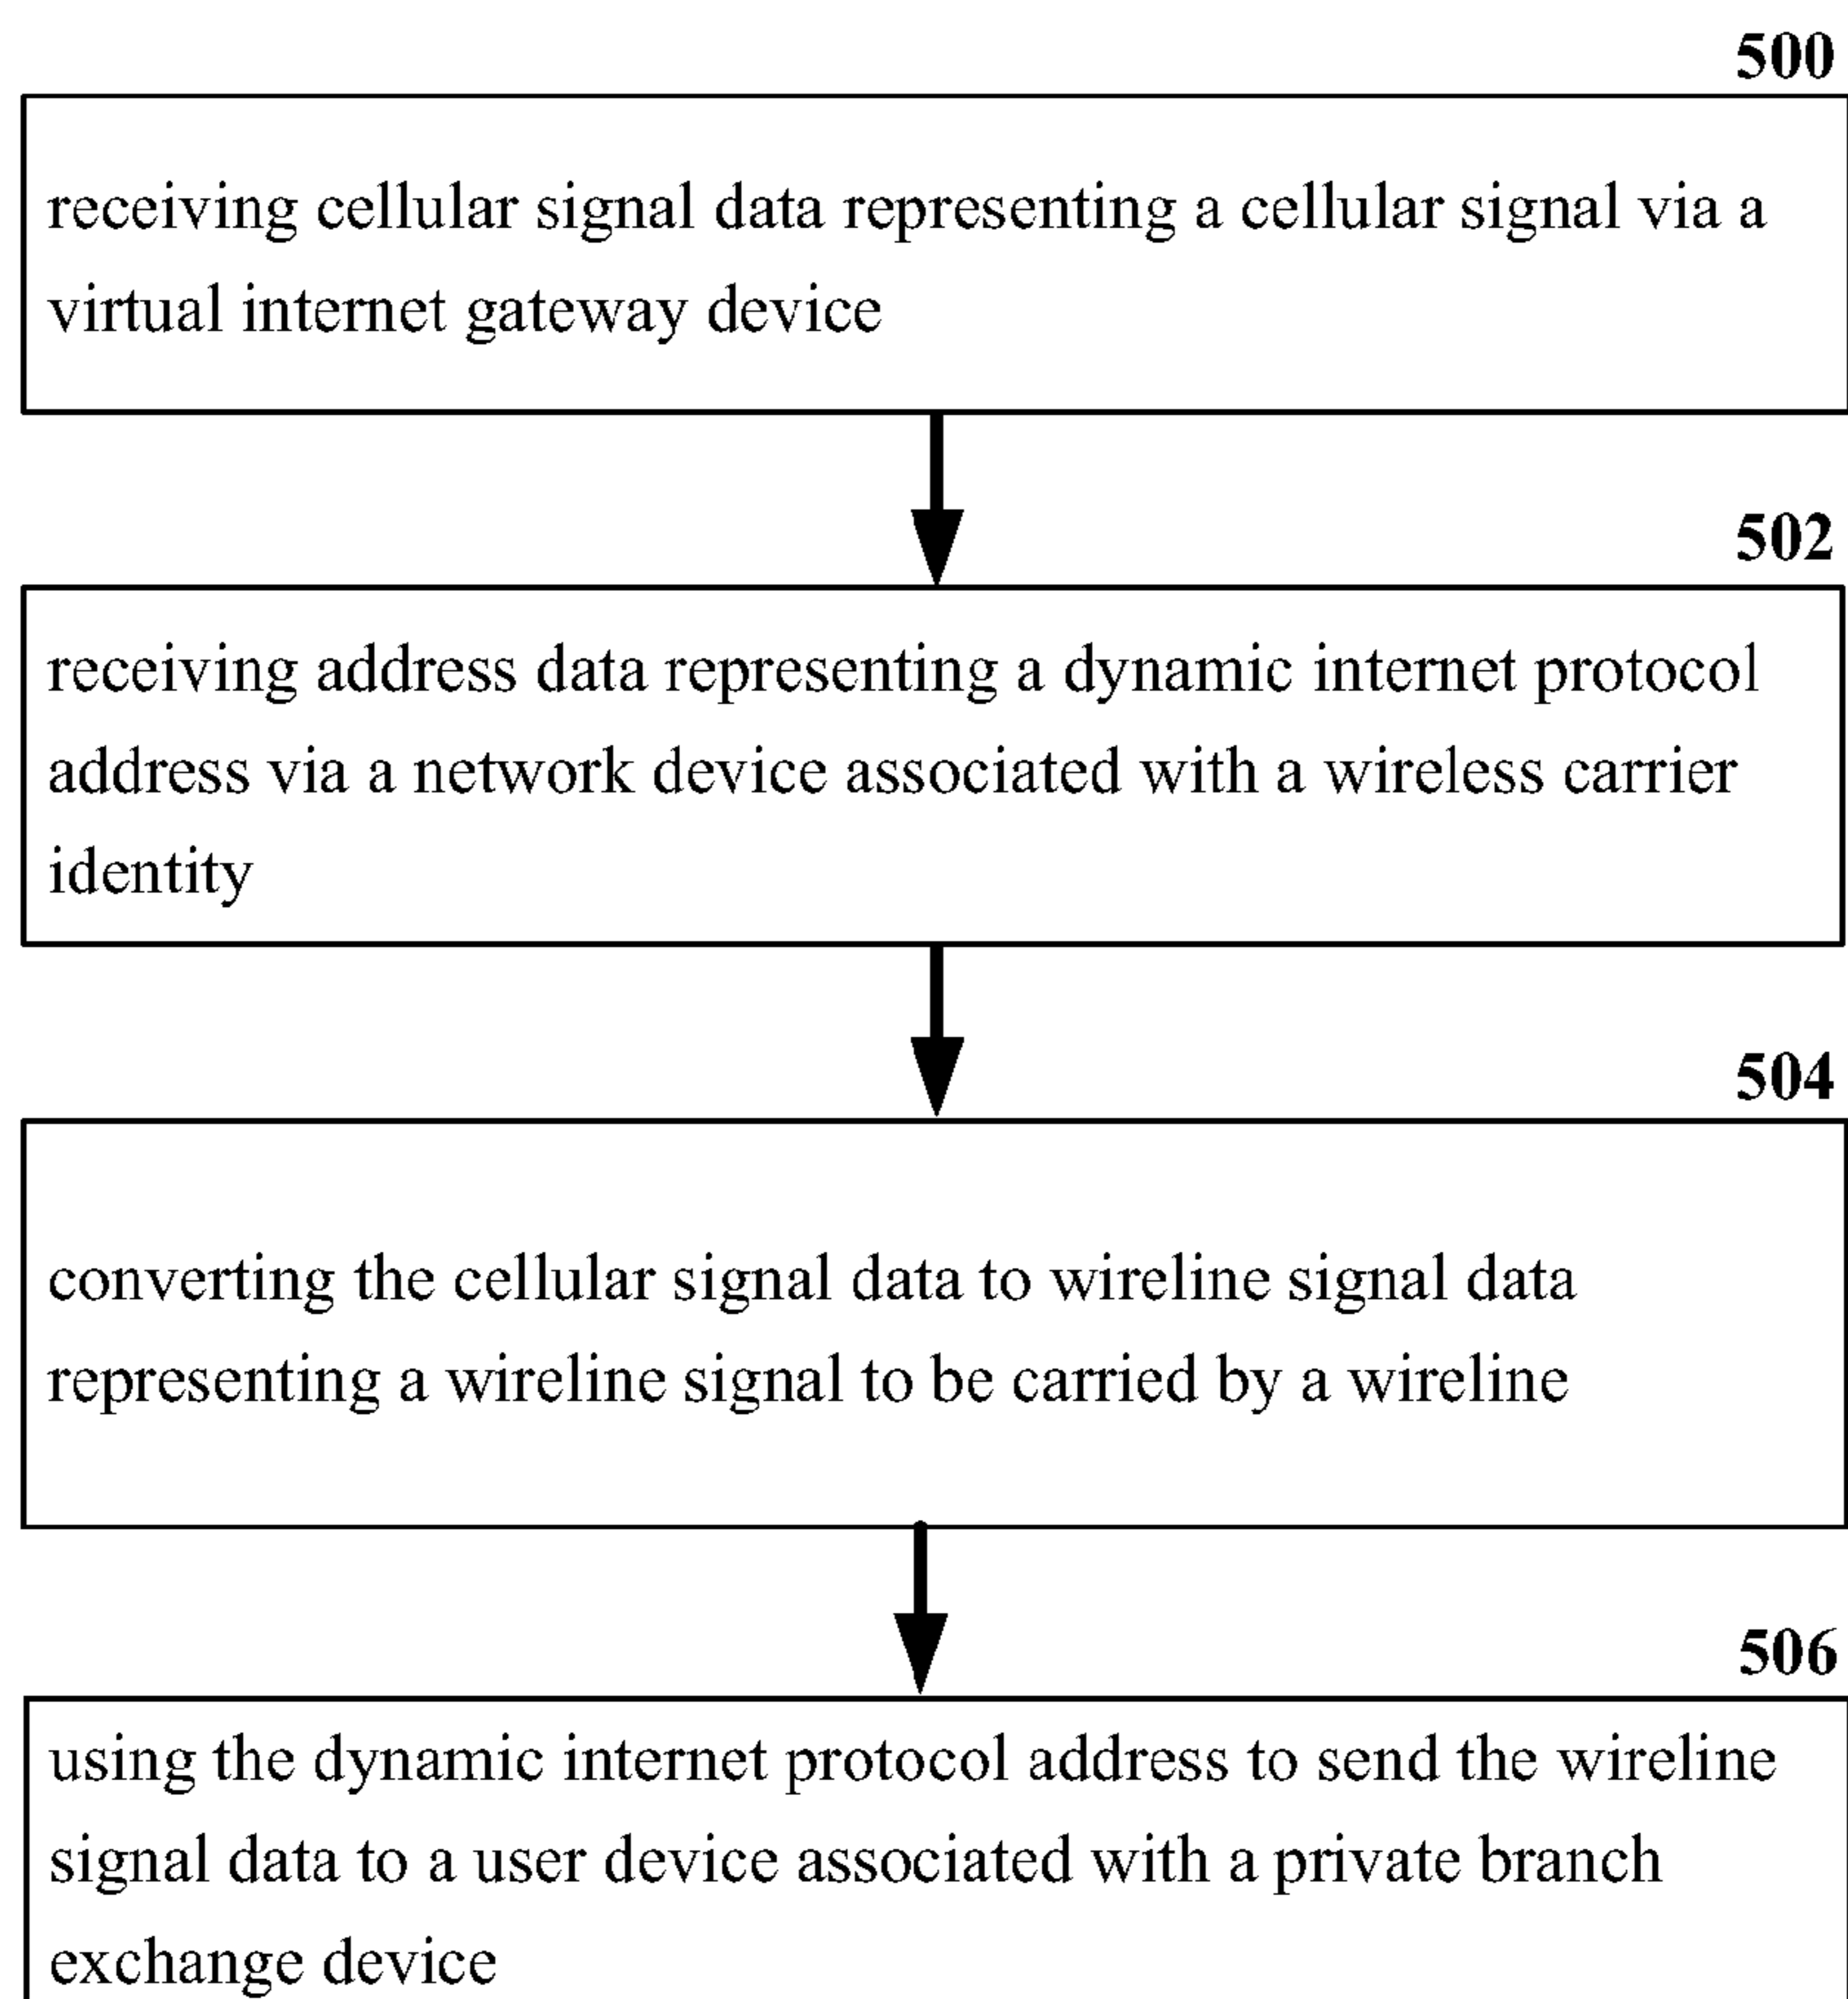 500
receiving cellular signal data representing a cellular signal via a
virtual internet gateway device
502
receiving address data representing a dynamic internet protocol
address via a network device associated with a wireless carrier
identity
504
converting the cellular signal data to wireline signal data
representing a wireline signal to be carried by a wireline
506
using the dynamic internet protocol address to send the wireline
signal data to a user device associated with a private branch
exchange device